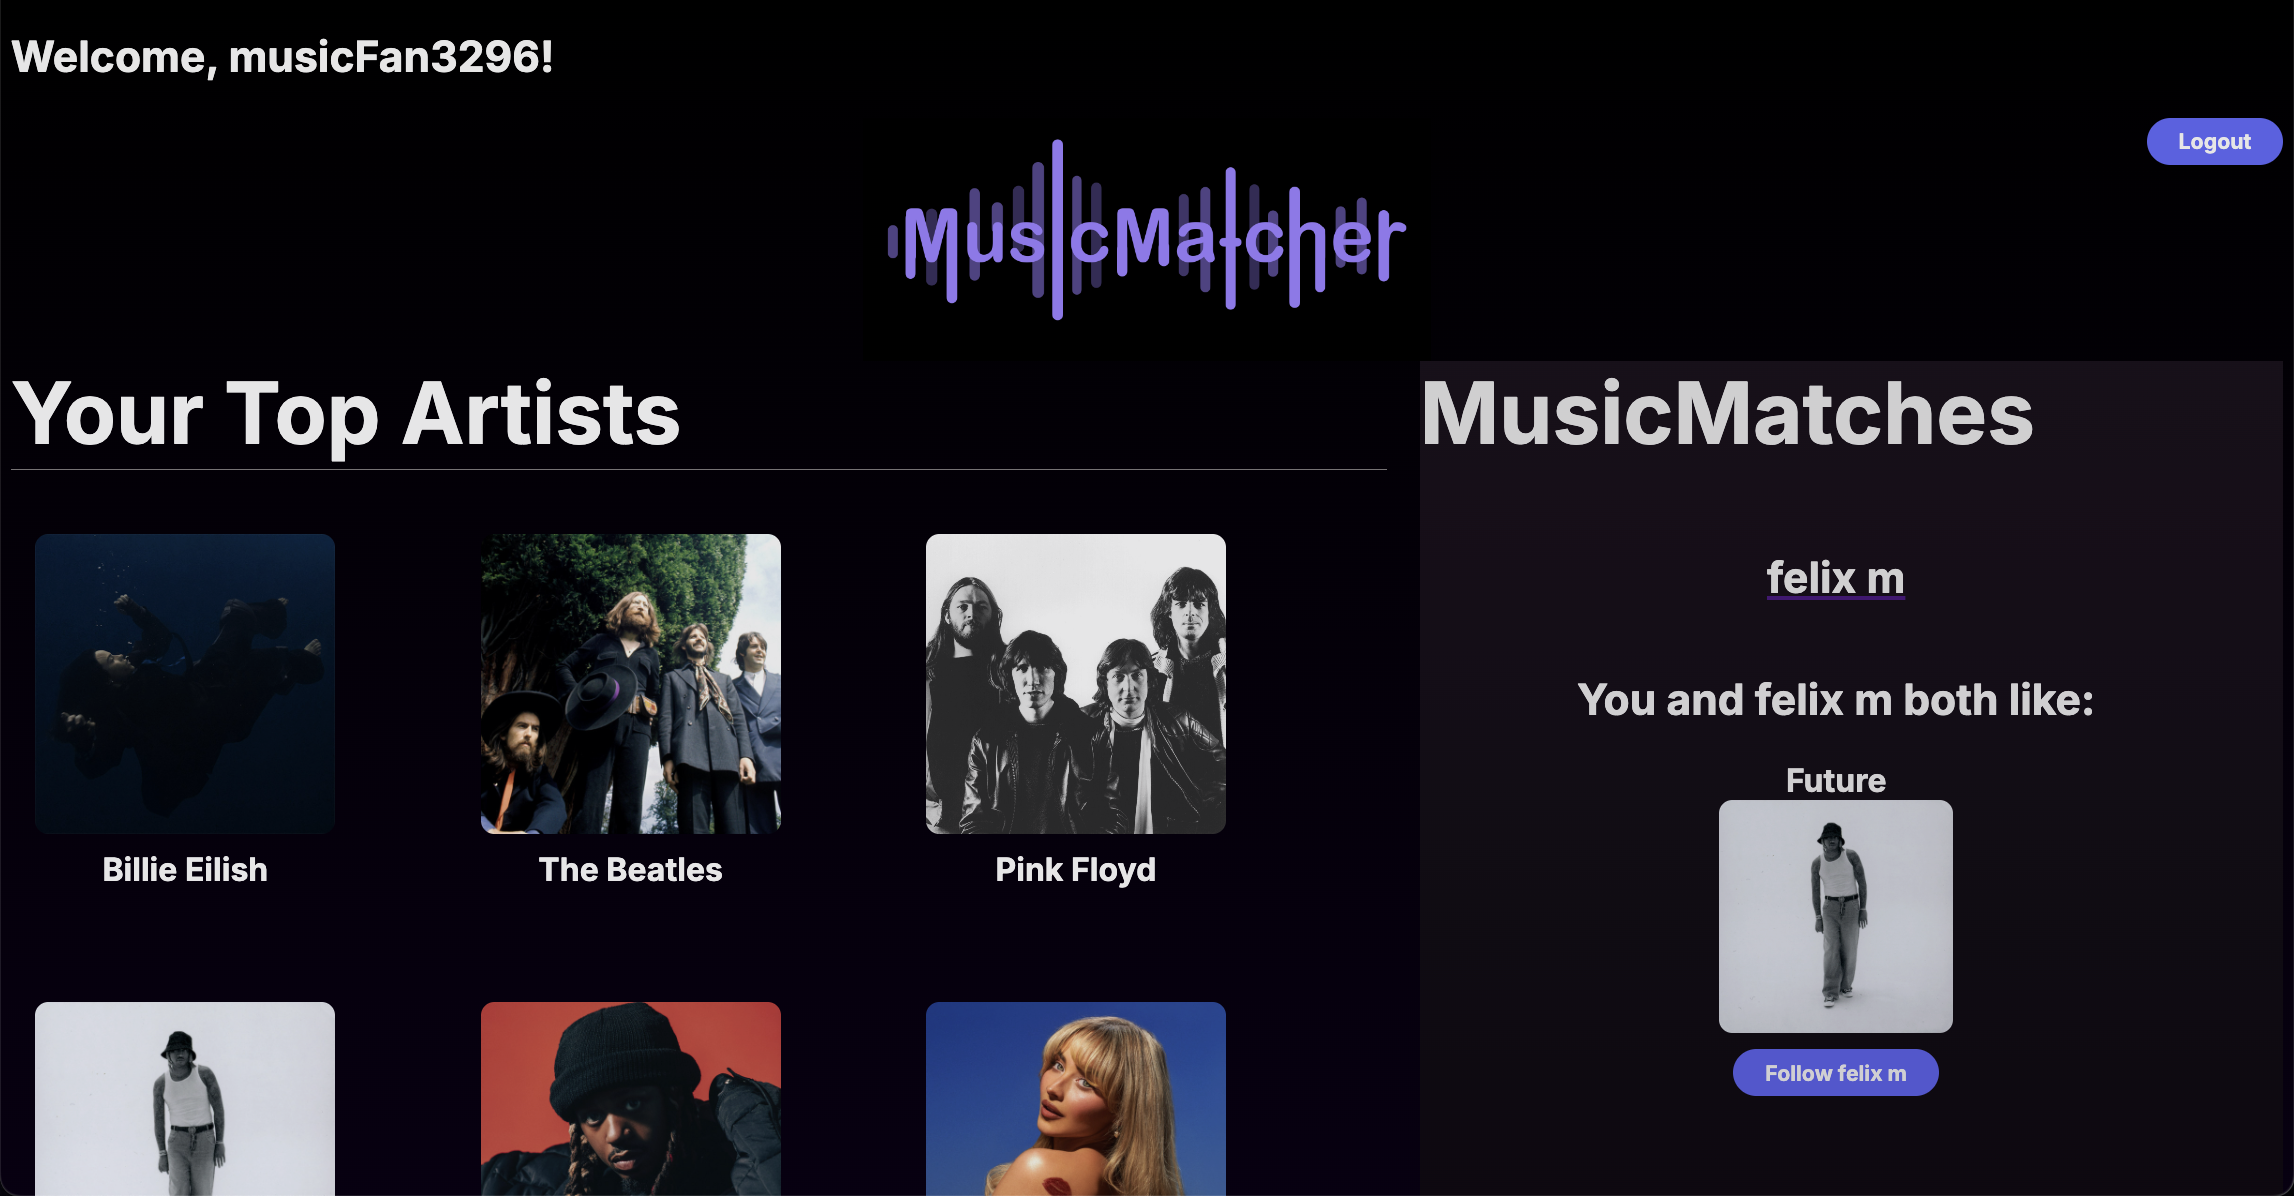 Welcome, musicFan3296!
Logout
MusicMatcher
Your Top Artists
Billie Eilish
The Beatles
Pink Floyd
MusicMatches
felix m
You and felix m both like:
Future
Follow felix m